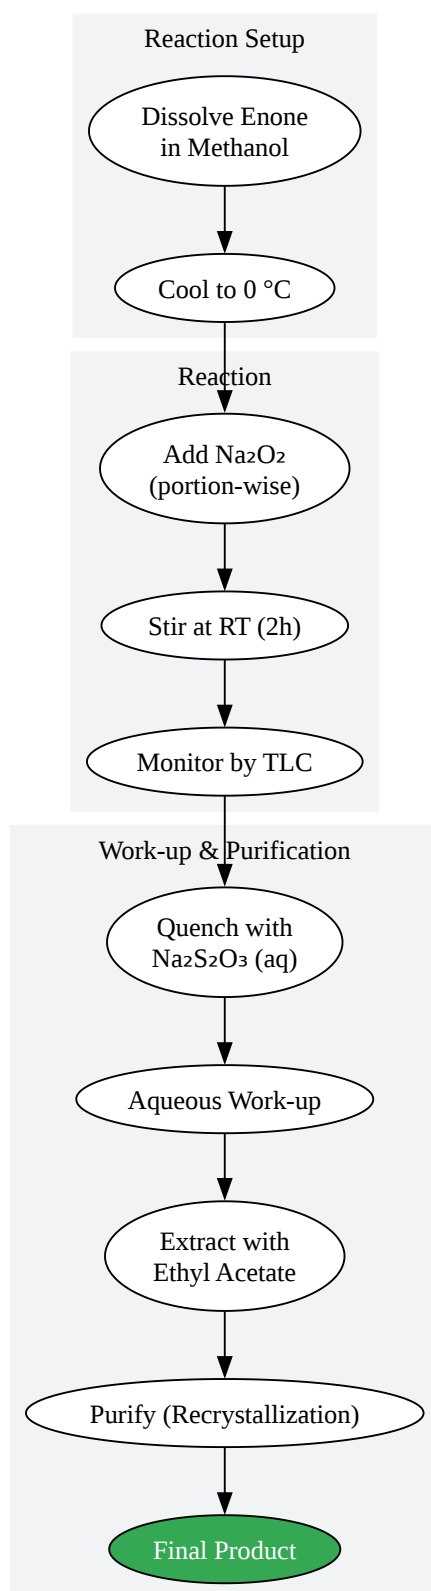 Reaction Setup
Dissolve Enone
in Methanol
Cool to 0 °C
Reaction
Add Na₂O₂
(portion-wise)
Stir at RT (2h)
Monitor by TLC
Work-up & Purification
Quench with
Na₂S₂O₃ (aq)
Aqueous Work-up
Extract with
Ethyl Acetate
Purify (Recrystallization)
Final Product